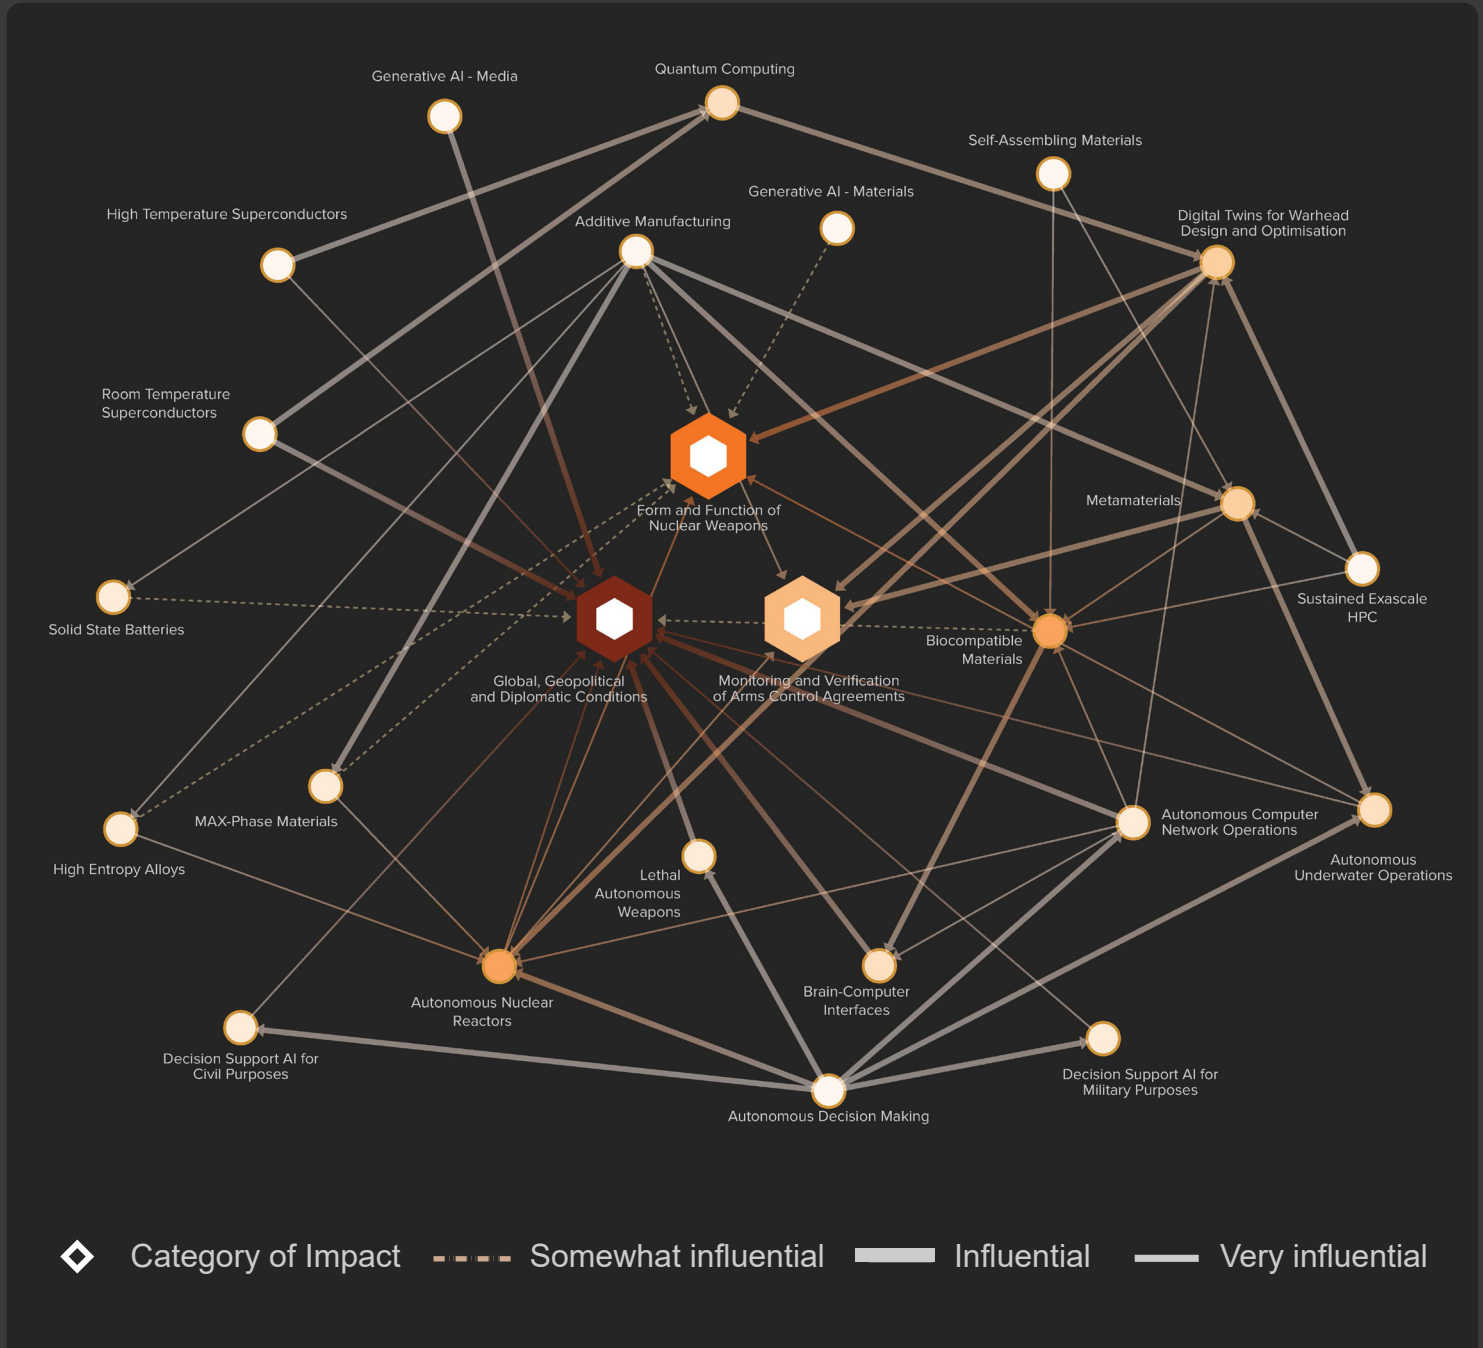 Generative AI - Media
Quantum Computing
Self-Assembling Materials
Generative AI - Materials
High Temperature Superconductors
Additive Manufacturing
Digital Twins for Warhead
Design and Optimisation
Room Temperature
Superconductors
Metamaterials
Form and Function of
Nuclear Weapons
Sustained Exascale
HPC
Solid State Batteries
Biocompatible
Materials
Global, Geopolitical
and Diplomatic Conditions
Monitoring and Verification
of Arms Control Agreements
MAX-Phase Materials
Autonomous Computer
Network Operations
High Entropy Alloys
Lethal
Autonomous
Weapons
Autonomous
Underwater Operations
Autonomous Nuclear
Reactors
Brain-Computer
Interfaces
Decision Support AI for
Civil Purposes
Decision Support AI for
Military Purposes
Autonomous Decision Making
Category of Impact
Somewhat influential
Influential
Very influential